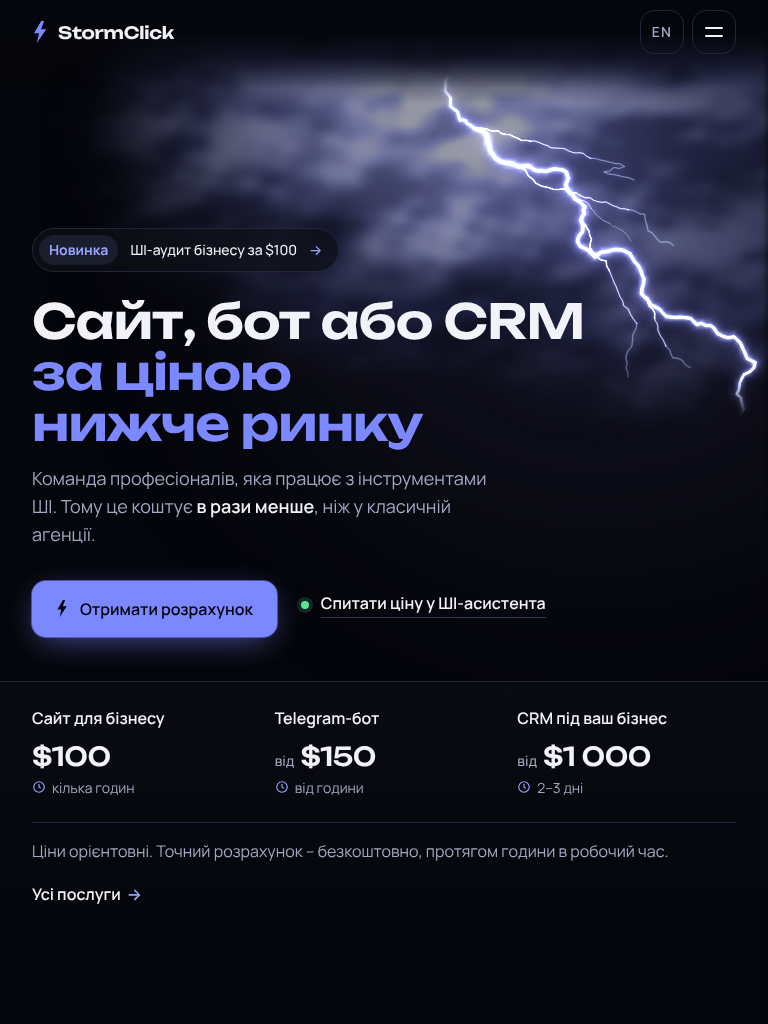 StormClick
EN
Новинка ШІ-аудит бізнесу за $100 →
Сайт, бот або CRM
за ціною
нижче ринку
Команда професіоналів, яка працює з інструментами
ШІ. Тому це коштує в рази менше, ніж у класичній
агенції.
Отримати розрахунок
Спитати ціну у ШІ-асистента
Сайт для бізнесу
$100
кілька годин
Telegram-бот
від $150
від години
CRM під ваш бізнес
від $1 000
2–3 дні
Ціни орієнтовні. Точний розрахунок – безкоштовно, протягом години в робочий час.
Усі послуги →